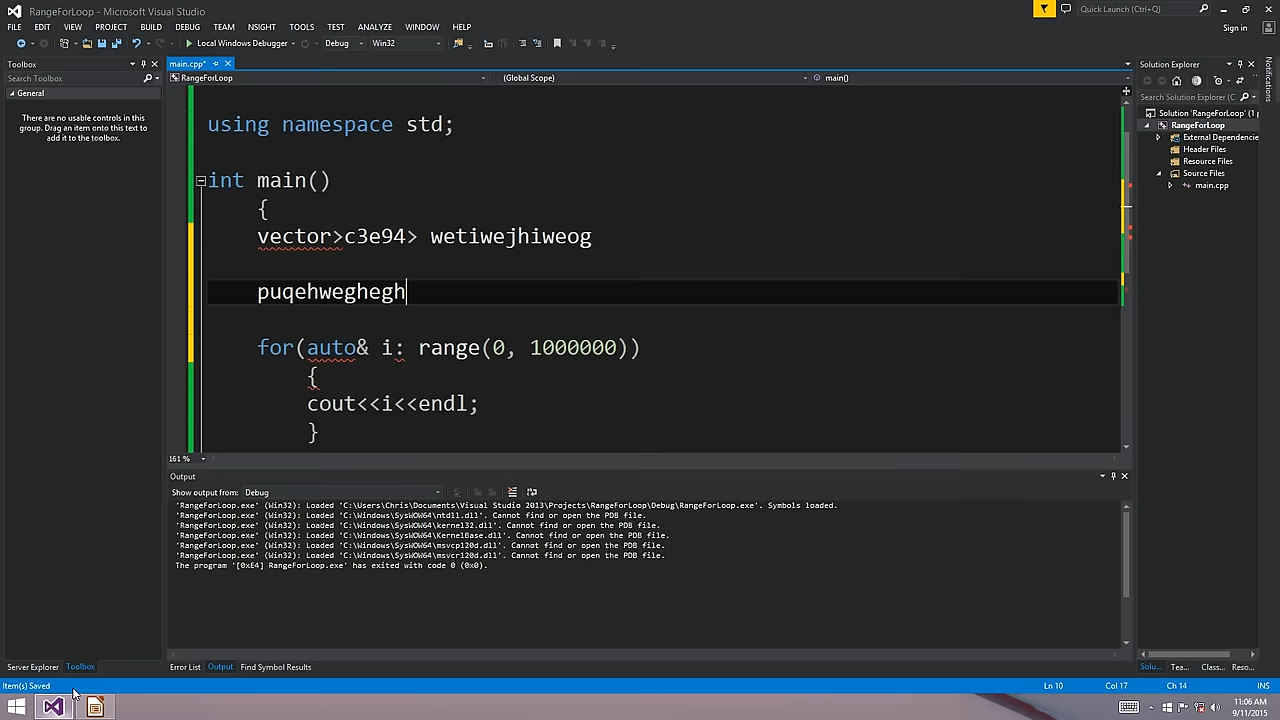 RangeForLoop - Microsoft Visual Studio
Quick Launch (Ctrl+Q)
FILE EDIT VIEW PROJECT BUILD DEBUG TEAM NSIGHT TOOLS TEST ANALYZE WINDOW HELP
Sign in
Local Windows Debugger Debug Win32
Toolbox
main.cpp*
Solution Explorer
Notifications
Search Toolbox
RangeForLoop (Global Scope) main()
General
There are no usable controls in this
group. Drag an item onto this text to
add it to the toolbox.
Search Solution Explorer (C
Solution 'RangeForLoop' (1 p
RangeForLoop
External Dependencie
Header Files
Resource Files
Source Files
main.cpp
using namespace std;
int main()
{
vector>c3e94> wetiwejhiweog
puqehweghegh
for(auto& i: range(0, 1000000))
{
cout<<i<<endl;
}
161 %
Output
Show output from: Debug
'RangeForLoop.exe' (Win32): Loaded 'C:\Users\Chris\Documents\Visual Studio 2013\Projects\RangeForLoop\Debug\RangeForLoop.exe'. Symbols loaded.
'RangeForLoop.exe' (Win32): Loaded 'C:\Windows\SysWOW64\ntdll.dll'. Cannot find or open the PDB file.
'RangeForLoop.exe' (Win32): Loaded 'C:\Windows\SysWOW64\kernel32.dll'. Cannot find or open the PDB file.
'RangeForLoop.exe' (Win32): Loaded 'C:\Windows\SysWOW64\KernelBase.dll'. Cannot find or open the PDB file.
'RangeForLoop.exe' (Win32): Loaded 'C:\Windows\SysWOW64\msvcp120d.dll'. Cannot find or open the PDB file.
'RangeForLoop.exe' (Win32): Loaded 'C:\Windows\SysWOW64\msvcr120d.dll'. Cannot find or open the PDB file.
The program '[0xE4] RangeForLoop.exe' has exited with code 0 (0x0).
Server Explorer Toolbox
Error List Output Find Symbol Results
Solu... Tea... Class... Reso...
Item(s) Saved
Ln 10 Col 17 Ch 14 INS
11:06 AM
9/11/2015